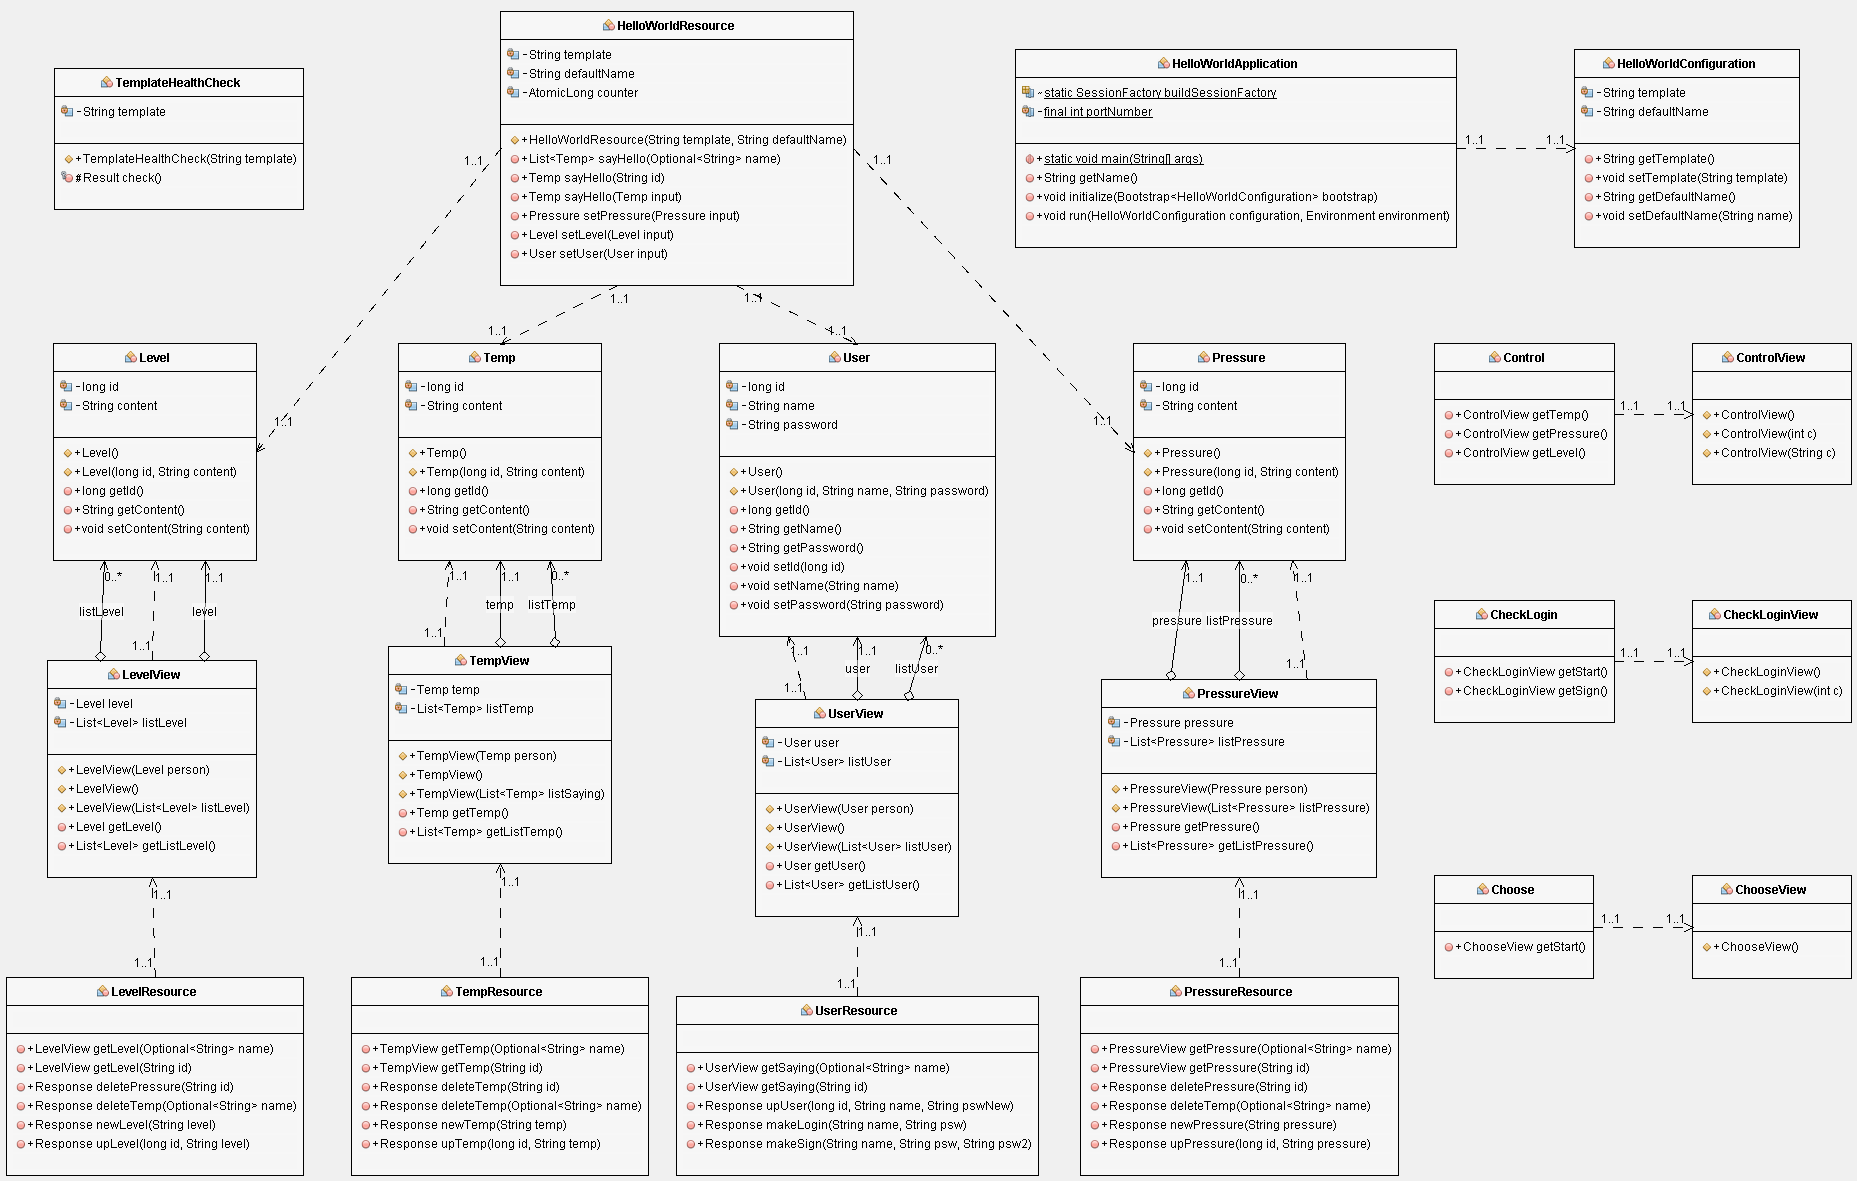 HelloWorldResource
-String template
-String defaultName
-AtomicLong counter
+HelloWorldResource(String template, String defaultName)
+List<Temp> sayHello(Optional<String> name)
+Temp sayHello(String id)
+Temp sayHello(Temp input)
+Pressure setPressure(Pressure input)
+Level setLevel(Level input)
+User setUser(User input)
TemplateHealthCheck
-String template
+TemplateHealthCheck(String template)
#Result check()
HelloWorldApplication
~static SessionFactory buildSessionFactory
-final int portNumber
+static void main(String[] args)
+String getName()
+void initialize(Bootstrap<HelloWorldConfiguration> bootstrap)
+void run(HelloWorldConfiguration configuration, Environment environment)
1..1
1..1
HelloWorldConfiguration
-String template
-String defaultName
+String getTemplate()
+void setTemplate(String template)
+String getDefaultName()
+void setDefaultName(String name)
1..1
1..1
1..1
1..1
1..1
1..1
1..1
1..1
Level
-long id
-String content
+Level()
+Level(long id, String content)
+long getId()
+String getContent()
+void setContent(String content)
Temp
-long id
-String content
+Temp()
+Temp(long id, String content)
+long getId()
+String getContent()
+void setContent(String content)
User
-long id
-String name
-String password
+User()
+User(long id, String name, String password)
+long getId()
+String getName()
+String getPassword()
+void setId(long id)
+void setName(String name)
+void setPassword(String password)
Pressure
-long id
-String content
+Pressure()
+Pressure(long id, String content)
+long getId()
+String getContent()
+void setContent(String content)
Control
+ControlView getTemp()
+ControlView getPressure()
+ControlView getLevel()
1..1
1..1
ControlView
+ControlView()
+ControlView(int c)
+ControlView(String c)
0..*
1..1
1..1
listLevel
level
1..1
1..1
1..1
0..*
temp
listTemp
1..1
1..1
1..1
0..*
user
listUser
1..1
1..1
0..*
1..1
pressure
listPressure
1..1
CheckLogin
+CheckLoginView getStart()
+CheckLoginView getSign()
1..1
1..1
CheckLoginView
+CheckLoginView()
+CheckLoginView(int c)
LevelView
-Level level
-List<Level> listLevel
+LevelView(Level person)
+LevelView()
+LevelView(List<Level> listLevel)
+Level getLevel()
+List<Level> getListLevel()
TempView
-Temp temp
-List<Temp> listTemp
+TempView(Temp person)
+TempView()
+TempView(List<Temp> listSaying)
+Temp getTemp()
+List<Temp> getListTemp()
UserView
-User user
-List<User> listUser
+UserView(User person)
+UserView()
+UserView(List<User> listUser)
+User getUser()
+List<User> getListUser()
PressureView
-Pressure pressure
-List<Pressure> listPressure
+PressureView(Pressure person)
+PressureView(List<Pressure> listPressure)
+Pressure getPressure()
+List<Pressure> getListPressure()
Choose
+ChooseView getStart()
1..1
1..1
ChooseView
+ChooseView()
1..1
1..1
1..1
1..1
1..1
1..1
1..1
1..1
LevelResource
+LevelView getLevel(Optional<String> name)
+LevelView getLevel(String id)
+Response deletePressure(String id)
+Response deleteTemp(Optional<String> name)
+Response newLevel(String level)
+Response upLevel(long id, String level)
TempResource
+TempView getTemp(Optional<String> name)
+TempView getTemp(String id)
+Response deleteTemp(String id)
+Response deleteTemp(Optional<String> name)
+Response newTemp(String temp)
+Response upTemp(long id, String temp)
UserResource
+UserView getSaying(Optional<String> name)
+UserView getSaying(String id)
+Response upUser(long id, String name, String pswNew)
+Response makeLogin(String name, String psw)
+Response makeSign(String name, String psw, String psw2)
PressureResource
+PressureView getPressure(Optional<String> name)
+PressureView getPressure(String id)
+Response deletePressure(String id)
+Response deleteTemp(Optional<String> name)
+Response newPressure(String pressure)
+Response upPressure(long id, String pressure)